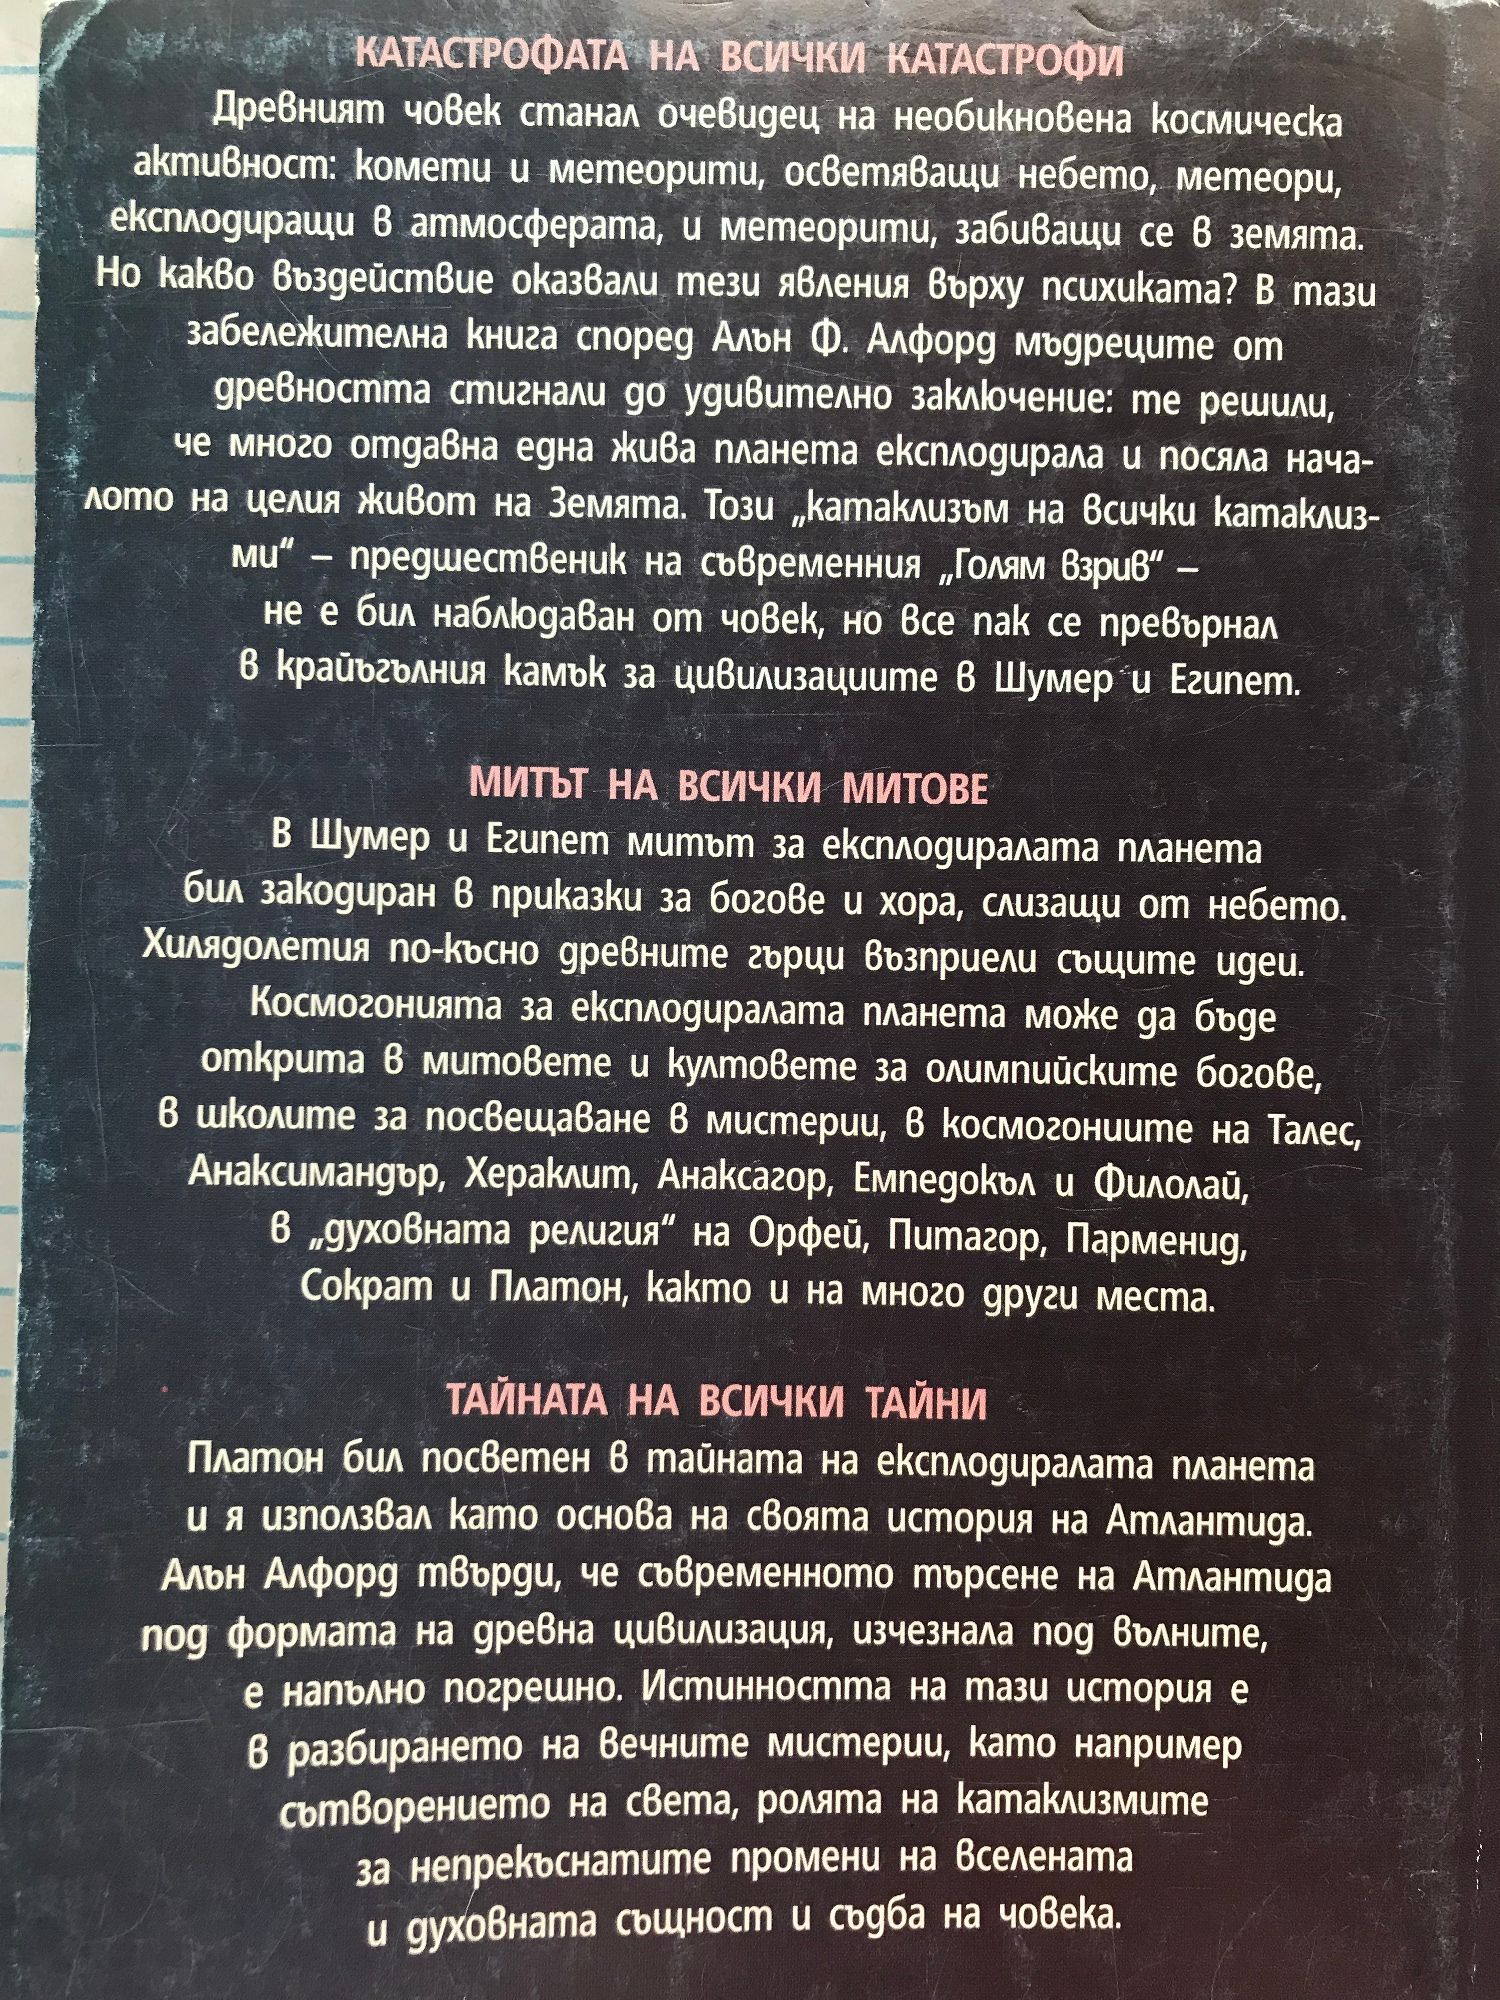 КАТАСТРОФАТА НА ВСИЧКИ КАТАСТРОФИ
Древният човек станал очевидец на необикновена космическа
активност: комети и метеорити, осветяващи небето, метеори,
експлодиращи в атмосферата, и метеорити, забиващи се в земята.
Но какво въздействие оказвали тези явления върху психиката? В тази
забележителна книга според Алън Ф. Алфорд мъдреците от
древността стигнали до удивително заключение: те решили,
че много отдавна една жива планета експлодирала и посяла нача-
лото на целия живот на Земята. Този „катаклизъм на всички катаклиз-
ми“ – предшественик на съвременния „Голям взрив“ –
не е бил наблюдаван от човек, но все пак се превърнал
в крайъгълния камък за цивилизациите в Шумер и Египет.
МИТЪТ НА ВСИЧКИ МИТОВЕ
В Шумер и Египет митът за експлодиралата планета
бил закодиран в приказки за богове и хора, слизащи от небето.
Хилядолетия по-късно древните гърци възприели същите идеи.
Космогонията за експлодиралата планета може да бъде
открита в митовете и култовете за олимпийските богове,
в школите за посвещаване в мистерии, в космогониите на Талес,
Анаксимандър, Хераклит, Анаксагор, Емпедокъл и Филолай,
в „духовната религия“ на Орфей, Питагор, Парменид,
Сократ и Платон, както и на много други места.
ТАЙНАТА НА ВСИЧКИ ТАЙНИ
Платон бил посветен в тайната на експлодиралата планета
и я използвал като основа на своята история на Атлантида.
Алън Алфорд твърди, че съвременното търсене на Атлантида
под формата на древна цивилизация, изчезнала под вълните,
е напълно погрешно. Истинността на тази история е
в разбирането на вечните мистерии, като например
сътворението на света, ролята на катаклизмите
за непрекъснатите промени на вселената
и духовната същност и съдба на човека.